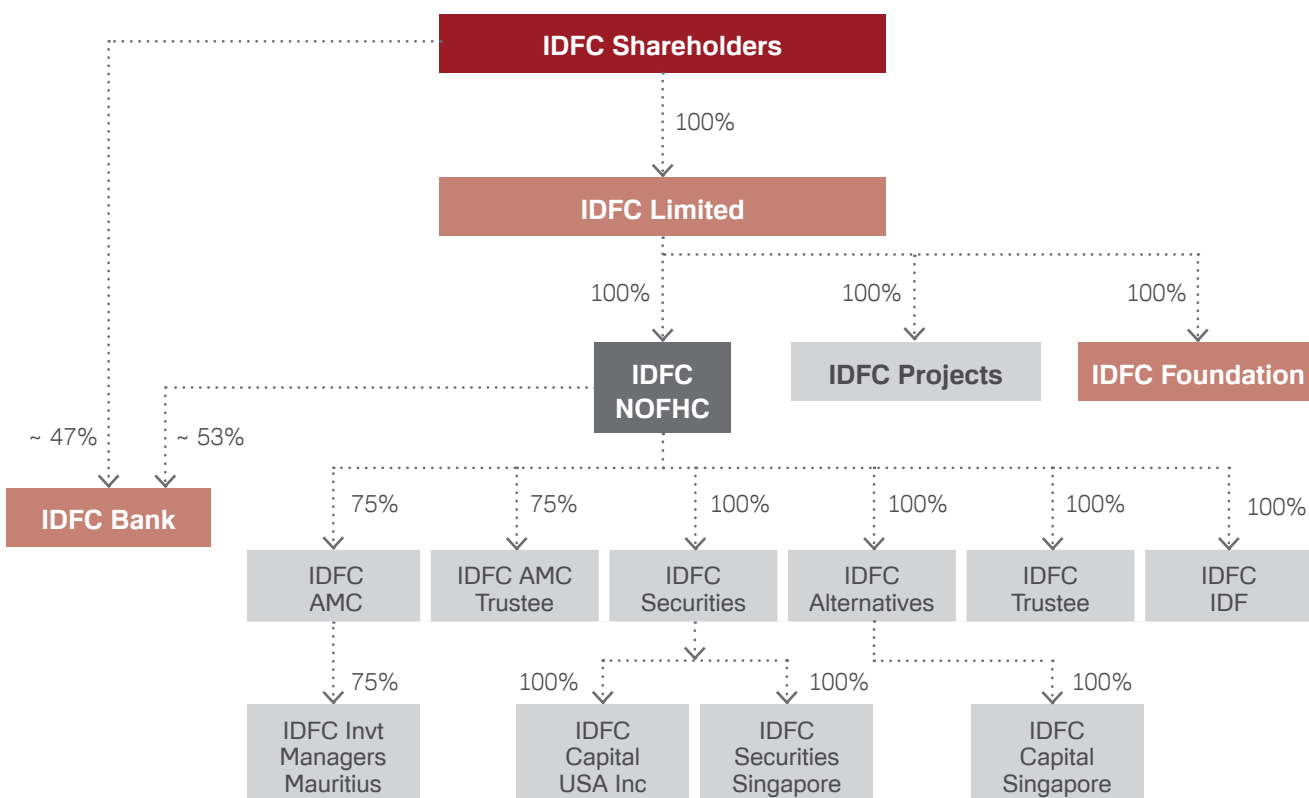 IDFC Shareholders
100%
IDFC Limited
100%
100%
100%
IDFC
NOFHC
IDFC Projects
IDFC Foundation
~ 47%
~ 53%
IDFC Bank
75%
75%
100%
100%
100%
100%
IDFC
AMC
IDFC AMC
Trustee
IDFC
Securities
IDFC
Alternatives
IDFC
Trustee
IDFC
IDF
75%
100%
100%
100%
IDFC Invt
Managers
Mauritius
IDFC
Capital
USA Inc
IDFC
Securities
Singapore
IDFC
Capital
Singapore